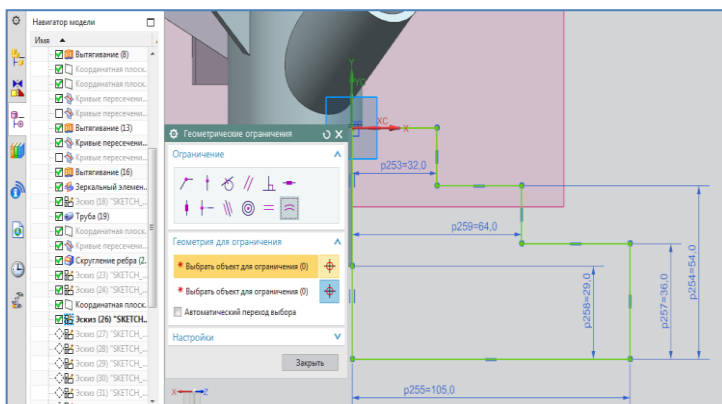 Навигатор модели
Имя
Вытягивание (8)
Координатная плоск.
Координатная плоск.
Кривые пересечени...
Кривые пересечени...
Вытягивание (13)
Кривые пересечени...
Кривые пересечени...
Вытягивание (16)
Зеркальный элемен...
Эскиз (18) "SKETCH_...
Труба (19)
Координатная плоск.
Кривые пересечени...
Скругление ребра (2.
Эскиз (23) "SKETCH_...
Эскиз (24) "SKETCH_...
Координатная плоск.
Эскиз (26) "SKETCH...
Эскиз (27) "SKETCH_...
Эскиз (28) "SKETCH_...
Эскиз (29) "SKETCH_...
Эскиз (30) "SKETCH_...
Эскиз (31) "SKETCH_...
Геометрические ограничения
Ограничение
Геометрия для ограничения
* Выбрать объект для ограничения (0)
* Выбрать объект для ограничения (0)
Автоматический переход выбора
Настройки
Закрыть
Y
XC
X
p253=32,0
p259=64,0
p258=29,0
p257=36,0
p254=54,0
p255=105,0
X
Z